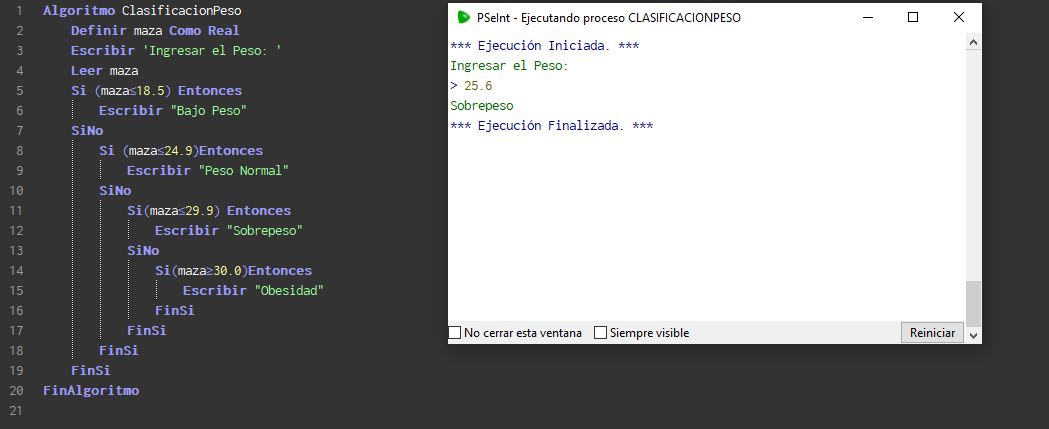 1 Algoritmo ClasificacionPeso
2 Definir maza Como Real
3 Escribir 'Ingresar el Peso: '
4 Leer maza
5 Si (maza≤18.5) Entonces
6 Escribir "Bajo Peso"
7 SiNo
8 Si (maza≤24.9)Entonces
9 Escribir "Peso Normal"
10 SiNo
11 Si(maza≤29.9) Entonces
12 Escribir "Sobrepeso"
13 SiNo
14 Si(maza≥30.0)Entonces
15 Escribir "Obesidad"
16 FinSi
17 FinSi
18 FinSi
19 FinSi
20 FinAlgoritmo
21
PSeInt - Ejecutando proceso CLASIFICACIONPESO
*** Ejecución Iniciada. ***
Ingresar el Peso:
> 25.6
Sobrepeso
*** Ejecución Finalizada. ***
No cerrar esta ventana Siempre visible Reiniciar